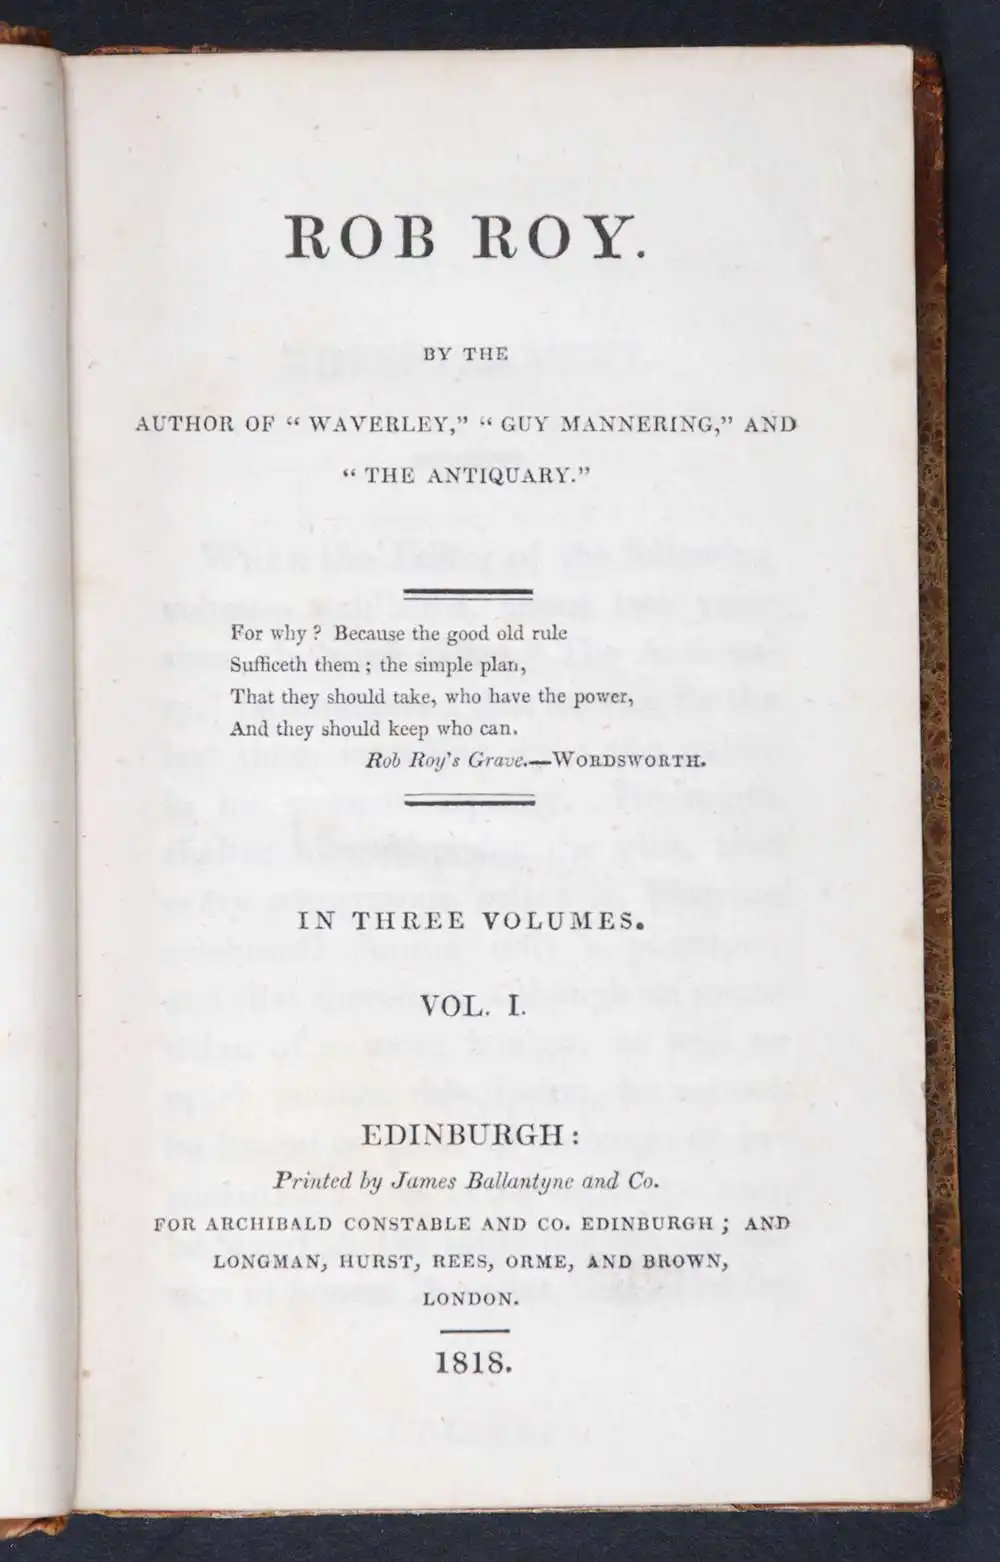 ROB ROY.
BY THE
AUTHOR OF “ WAVERLEY,” “ GUY MANNERING,” AND
“ THE ANTIQUARY.”
For why ? Because the good old rule
Sufficeth them ; the simple plan,
That they should take, who have the power,
And they should keep who can.
Rob Roy's Grave.—WORDSWORTH.
IN THREE VOLUMES.
VOL. I.
EDINBURGH :
Printed by James Ballantyne and Co.
FOR ARCHIBALD CONSTABLE AND CO. EDINBURGH ; AND
LONGMAN, HURST, REES, ORME, AND BROWN,
LONDON.
1818.